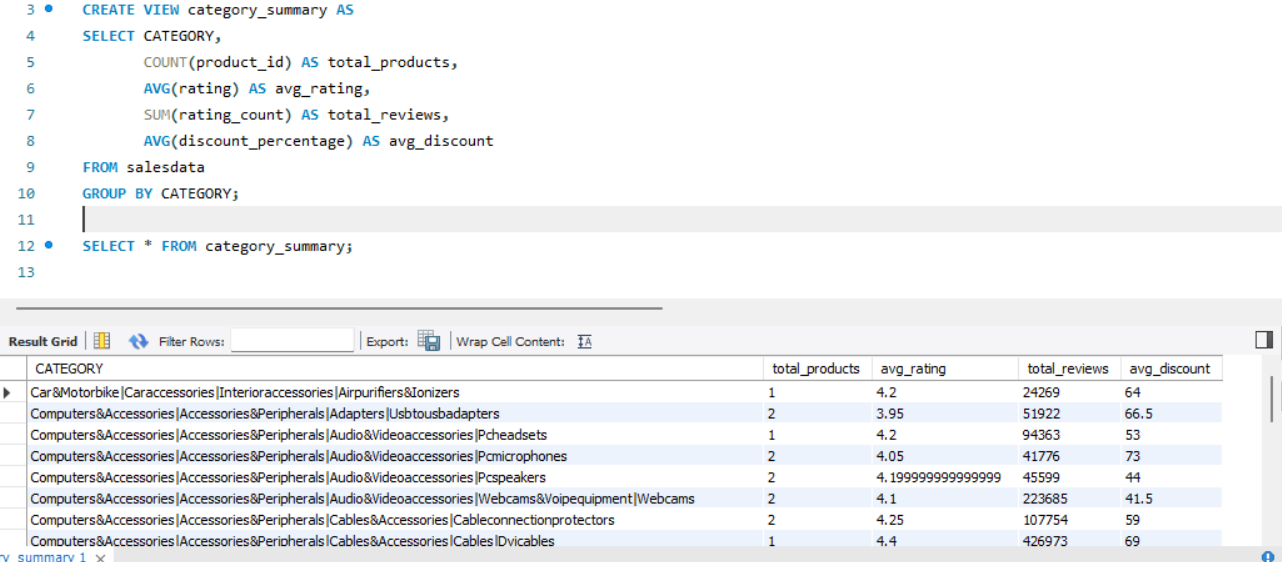 3 CREATE VIEW category_summary AS
4 SELECT CATEGORY,
5 COUNT(product_id) AS total_products,
6 AVG(rating) AS avg_rating,
7 SUM(rating_count) AS total_reviews,
8 AVG(discount_percentage) AS avg_discount
9 FROM salesdata
10 GROUP BY CATEGORY;
11
12 SELECT * FROM category_summary;
13
Result Grid Filter Rows: Export: Wrap Cell Content:
CATEGORY total_products avg_rating total_reviews avg_discount
Car&Motorbike|Caraccessories|Interioraccessories|Airpurifiers&Ionizers 1 4.2 24269 64
Computers&Accessories|Accessories&Peripherals|Adapters|Usbtousbadapters 2 3.95 51922 66.5
Computers&Accessories|Accessories&Peripherals|Audio&Videoaccessories|Pcheadsets 1 4.2 94363 53
Computers&Accessories|Accessories&Peripherals|Audio&Videoaccessories|Pcmicrophones 2 4.05 41776 73
Computers&Accessories|Accessories&Peripherals|Audio&Videoaccessories|Pcspeakers 2 4.199999999999999 45599 44
Computers&Accessories|Accessories&Peripherals|Audio&Videoaccessories|Webcams&Voipequipment|Webcams 2 4.1 223685 41.5
Computers&Accessories|Accessories&Peripherals|Cables&Accessories|Cableconnectionprotectors 2 4.25 107754 59
Computers&Accessories|Accessories&Peripherals|Cables&Accessories|Cables|Dvicables 1 4.4 426973 69
ry_summary 1